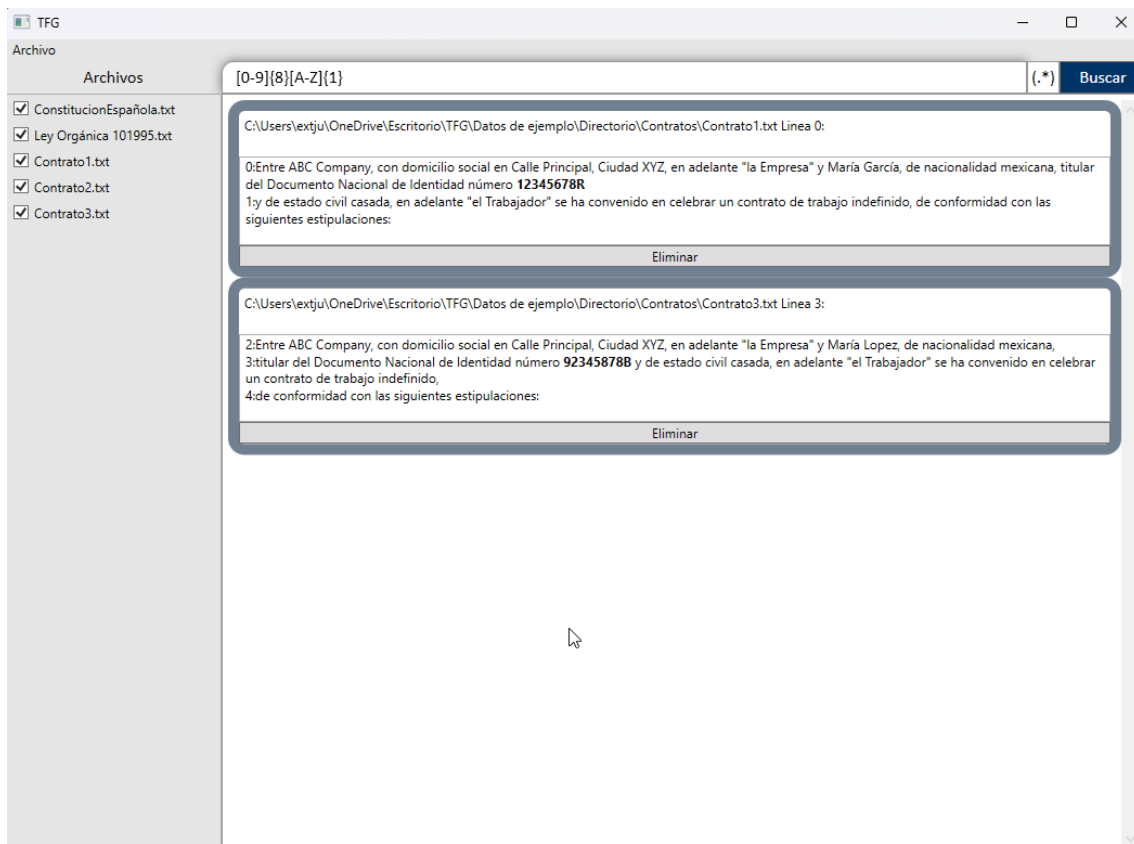 TFG
Archivo
Archivos
[0-9]{8}[A-Z]{1}
(.*)
Buscar
ConstitucionEspañola.txt
Ley Orgánica 101995.txt
Contrato1.txt
Contrato2.txt
Contrato3.txt
C:\Users\extju\OneDrive\Escritorio\TFG\Datos de ejemplo\Directorio\Contratos\Contrato1.txt Linea 0:
0:Entre ABC Company, con domicilio social en Calle Principal, Ciudad XYZ, en adelante "la Empresa" y María García, de nacionalidad mexicana, titular
del Documento Nacional de Identidad número 12345678R
1:y de estado civil casada, en adelante "el Trabajador" se ha convenido en celebrar un contrato de trabajo indefinido, de conformidad con las
siguientes estipulaciones:
Eliminar
C:\Users\extju\OneDrive\Escritorio\TFG\Datos de ejemplo\Directorio\Contratos\Contrato3.txt Linea 3:
2:Entre ABC Company, con domicilio social en Calle Principal, Ciudad XYZ, en adelante "la Empresa" y María Lopez, de nacionalidad mexicana,
3:titular del Documento Nacional de Identidad número 92345878B y de estado civil casada, en adelante "el Trabajador" se ha convenido en celebrar
un contrato de trabajo indefinido,
4:de conformidad con las siguientes estipulaciones:
Eliminar